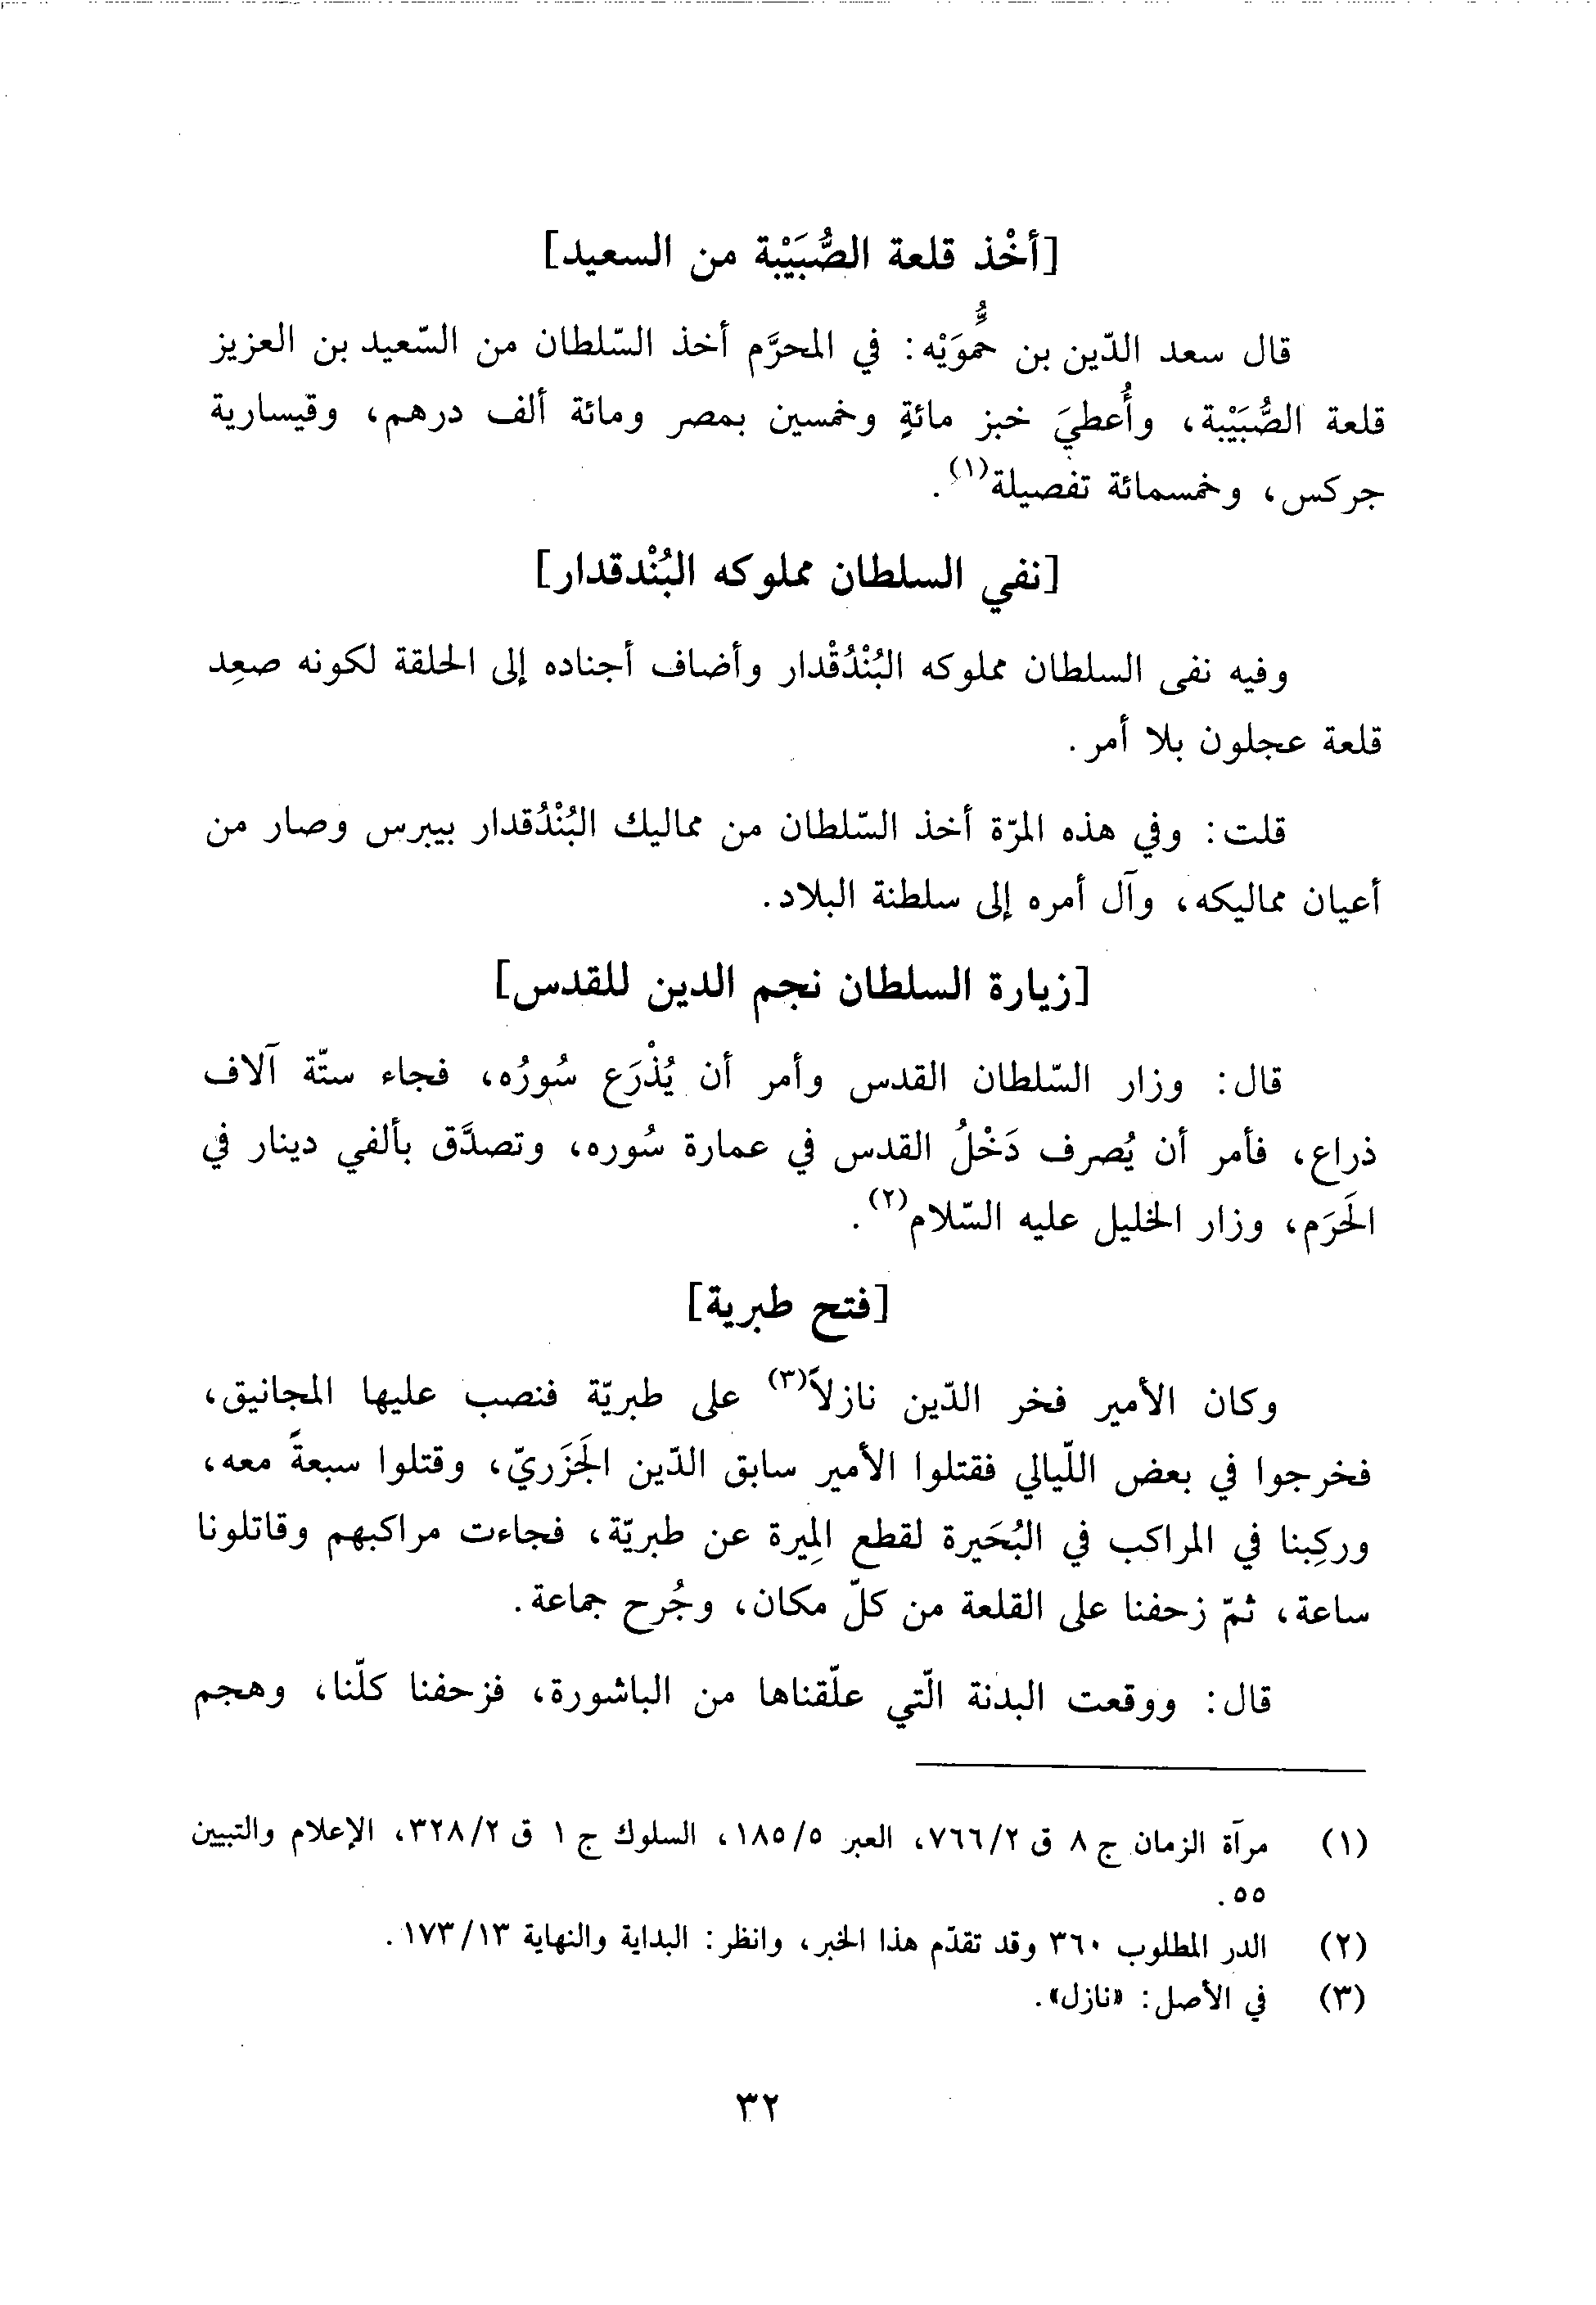 [أخْذ قلعة الصُّبَيْبة من السعيد]
قال سعد الدّين بن حُّمَوَيْه: في المحرَّم أخذ السّلطان من السّعيد بن العزيز
قلعة الصُّبَيْبة، وأُعطيَ خبز مائةٍ وخمسين بمصر ومائة ألف درهم، وقيسارية
جركس، وخمسمائة تفصيلة(١).
[نفي السلطان مملوكه البُنْدقدار]
وفيه نفى السلطان مملوكه البُنْدُقْدار وأضاف أجناده إلى الحلقة لكونه صعِد
قلعة عجلون بلا أمر.
قلت: وفي هذه المرّة أخذ السّلطان من مماليك البُنْدُقدار بيبرس وصار من
أعيان مماليكه، وآل أمره إلى سلطنة البلاد.
[زيارة السلطان نجم الدين للقدس]
قال: وزار السّلطان القدس وأمر أن يُذْرَع سُورُه، فجاء ستّة آلاف
ذراع، فأمر أن يُصرف دَخْلُ القدس في عمارة سُوره، وتصدَّق بألفي دينار في
الحَرَم، وزار الخليل عليه السّلام(٢).
[فتح طبرية]
وكان الأمير فخر الدّين نازلاً(٣) على طبريّة فنصب عليها المجانيق،
فخرجوا في بعض اللّيالي فقتلوا الأمير سابق الدّين الجَزَريّ، وقتلوا سبعةً معه،
وركِبنا في المراكب في البُحَيرة لقطع المِيرة عن طبريّة، فجاءت مراكبهم وقاتلونا
ساعة، ثمّ زحفنا على القلعة من كلّ مكان، وجُرح جماعة.
قال: ووقعت البدنة الّتي علّقناها من الباشورة، فزحفنا كلّنا، وهجم
(١) مرآة الزمان ج ٨ ق ٢/٧٦٦، العبر ٥/١٨٥، السلوك ج ١ ق ٢/٣٢٨، الإعلام والتبيين
٥٥.
(٢) الدر المطلوب ٣٦٠ وقد تقدّم هذا الخبر، وانظر: البداية والنهاية ١٣/١٧٣.
(٣) في الأصل: «نازل».
٣٢